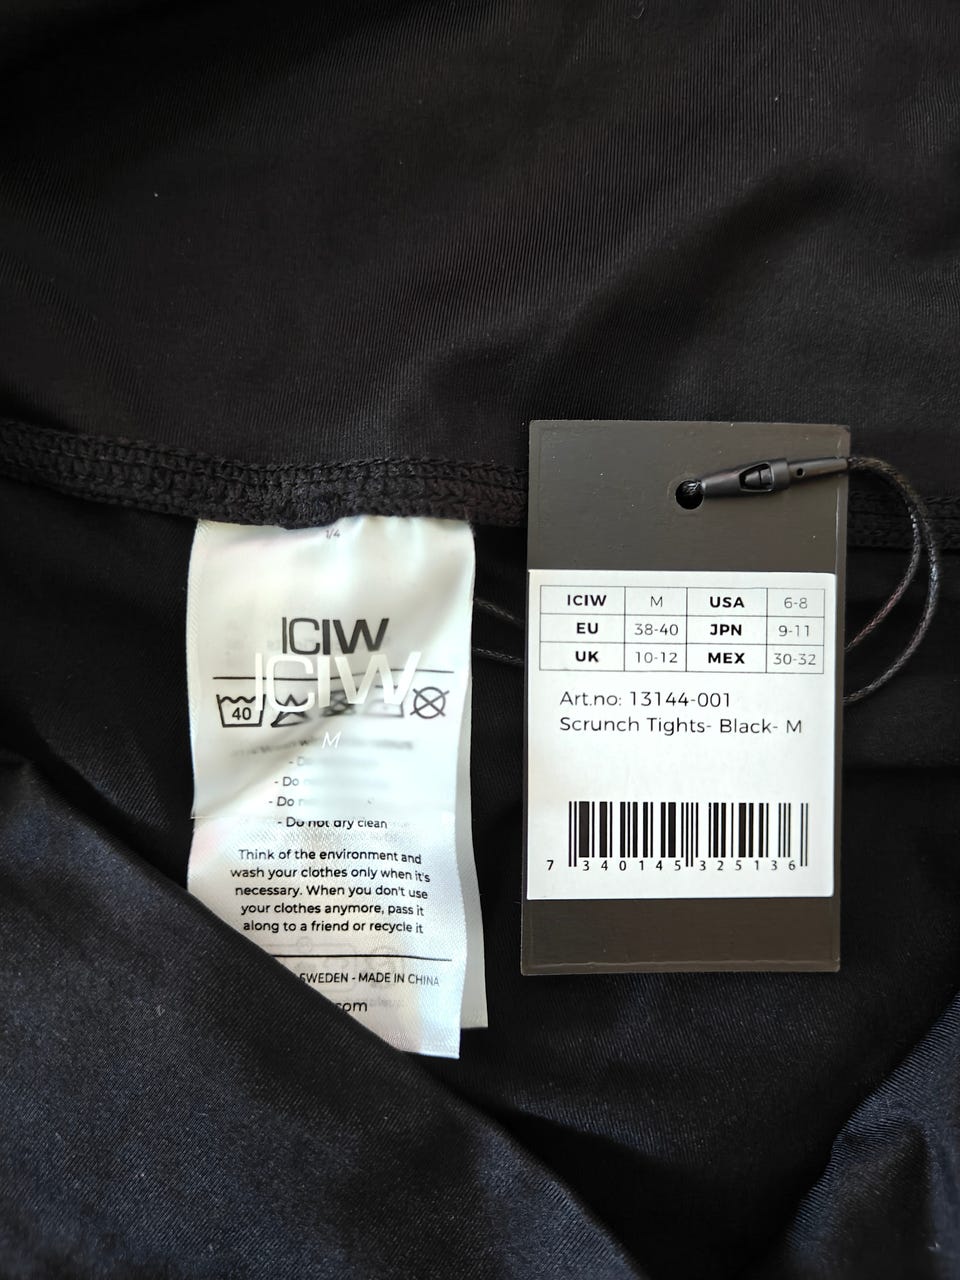 1/4
ICIW
ICIW
40
M
- Do
- Do
- Do not dry clean
Think of the environment and
wash your clothes only when it's
necessary. When you don't use
your clothes anymore, pass it
along to a friend or recycle it
SWEDEN - MADE IN CHINA
.com
ICIW M USA 6-8
EU 38-40 JPN 9-11
UK 10-12 MEX 30-32
Art.no: 13144-001
Scrunch Tights- Black- M
7 340145 325136